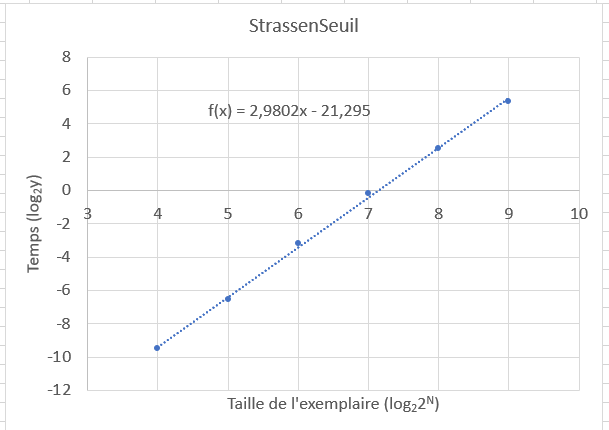 StrassenSeuil
f(x) = 2,9802x - 21,295
8
6
4
2
0
-2
-4
-6
-8
-10
-12
3 4 5 6 7 8 9 10
Temps (log₂y)
Taille de l'exemplaire (log₂2ᴺ)